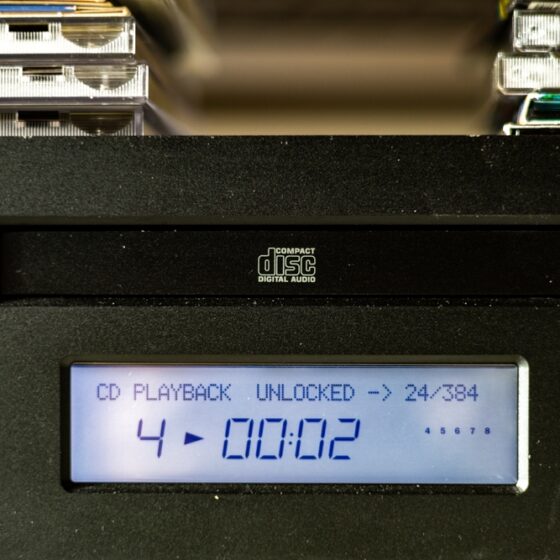 COMPACT
disc
DIGITAL AUDIO
CD PLAYBACK UNLOCKED -> 24/384
4 ► 00:02
4 5 6 7 8